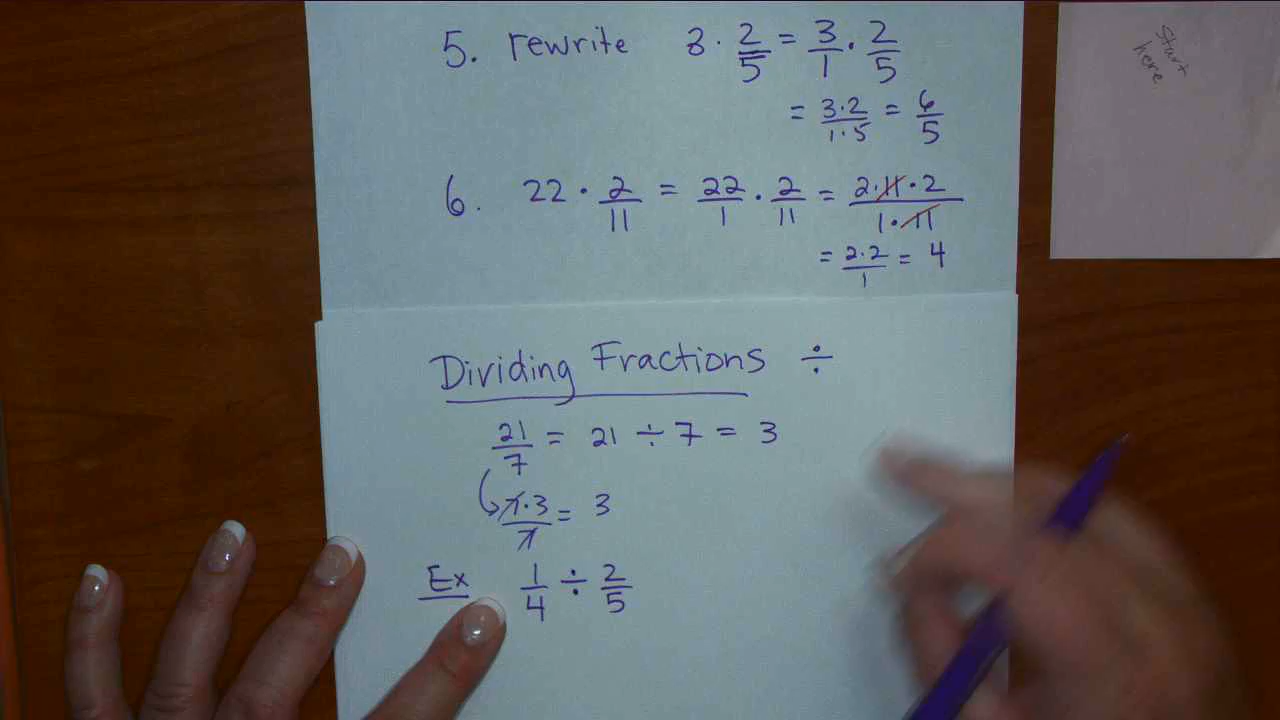 5. rewrite 3 · 2/5 = 3/1 · 2/5
= 3·2/1·5 = 6/5
6. 22 · 2/11 = 22/1 · 2/11 = 2·11·2/1·11
= 2·2/1 = 4
Start
here
Dividing Fractions ÷
21/7 = 21 ÷ 7 = 3
7·3/7 = 3
Ex 1/4 ÷ 2/5